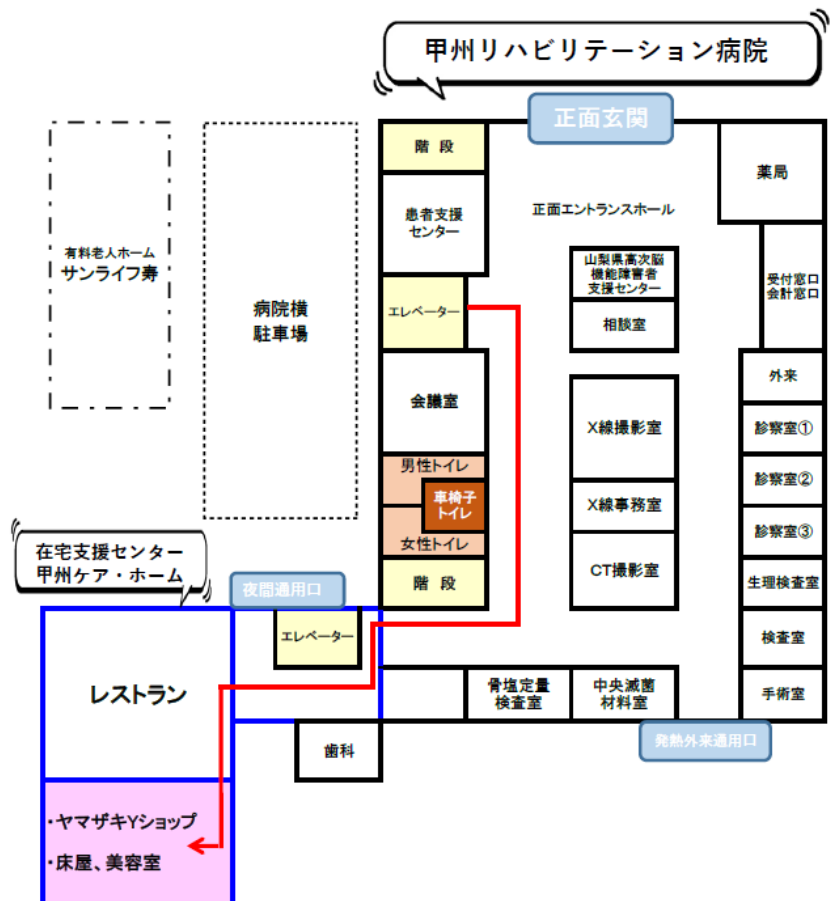 甲州リハビリテーション病院
正面玄関
階 段
薬局
患者支援
センター
正面エントランスホール
有料老人ホーム
サンライフ寿
病院横
駐車場
エレベーター
山梨県高次脳
機能障害者
支援センター
相談室
受付窓口
会計窓口
外来
会議室
X線撮影室
診察室①
男性トイレ
車椅子
トイレ
女性トイレ
X線事務室
診察室②
診察室③
在宅支援センター
甲州ケア・ホーム
夜間通用口
階 段
CT撮影室
生理検査室
エレベーター
検査室
レストラン
骨塩定量
検査室
中央滅菌
材料室
手術室
歯科
発熱外来通用口
・ヤマザキYショップ
・床屋、美容室